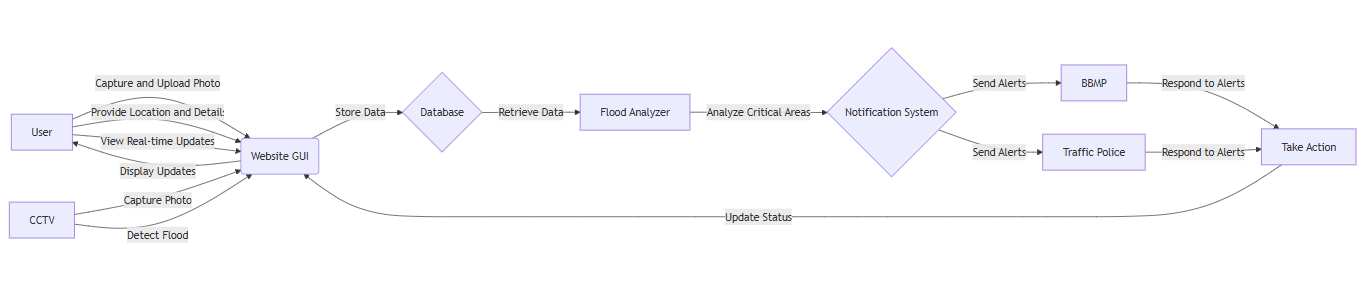 Capture and Upload Photo
Provide Location and Details
View Real-time Updates
Display Updates
Capture Photo
Detect Flood
User
CCTV
Website GUI
Store Data
Database
Retrieve Data
Flood Analyzer
Analyze Critical Areas
Notification System
Send Alerts
Send Alerts
BBMP
Traffic Police
Respond to Alerts
Respond to Alerts
Take Action
Update Status